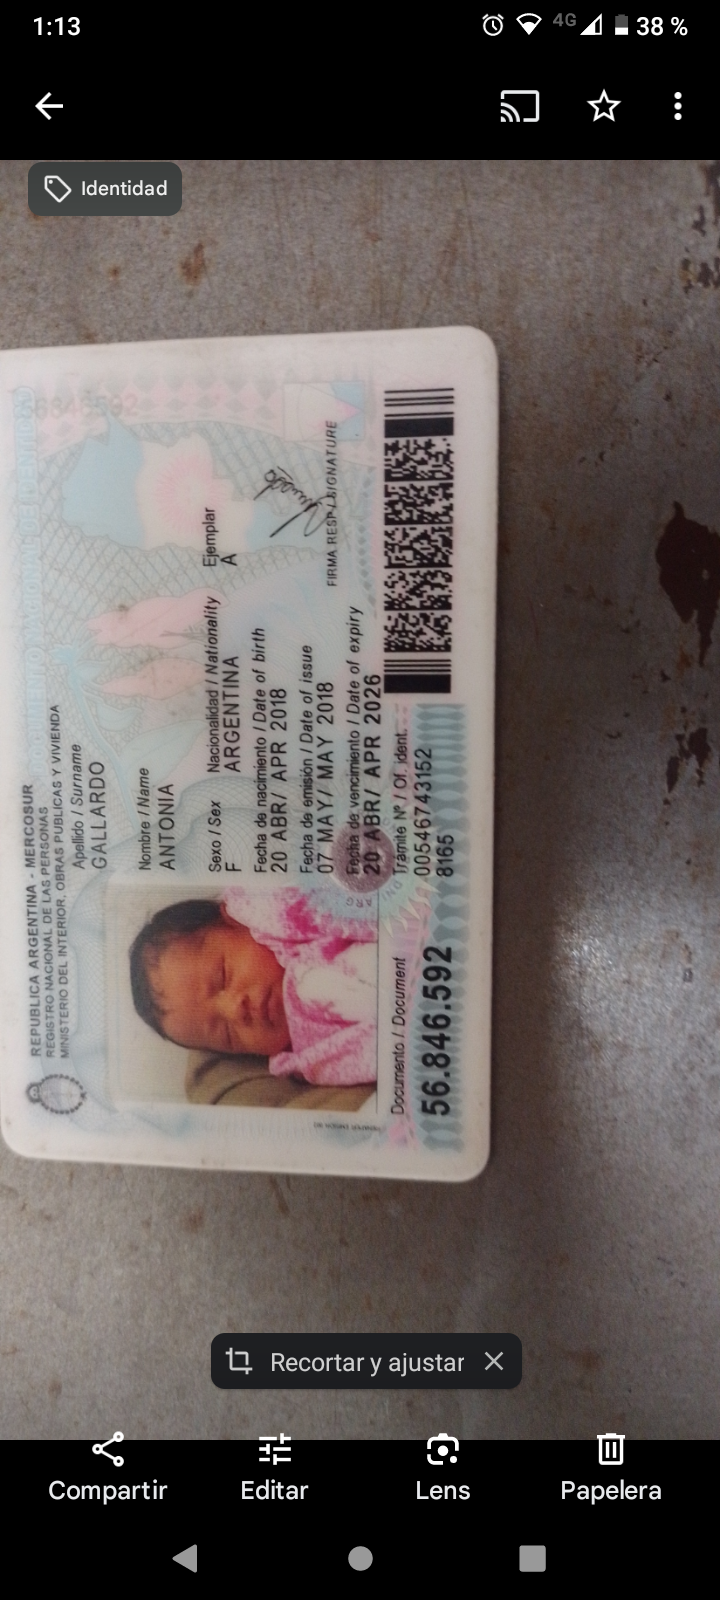 1:13
4G
38 %
Identidad
REPUBLICA ARGENTINA - MERCOSUR
REGISTRO NACIONAL DE LAS PERSONAS
MINISTERIO DEL INTERIOR, OBRAS PUBLICAS Y VIVIENDA
56846592
Apellido / Surname
GALLARDO
Nombre / Name
ANTONIA
Sexo / Sex
F
Nacionalidad / Nationality
ARGENTINA
Ejemplar
A
Fecha de nacimiento / Date of birth
20 ABR/ APR 2018
Fecha de emisión / Date of issue
07 MAY/ MAY 2018
Fecha de vencimiento / Date of expiry
20 ABR/ APR 2026
FIRMA RESP / SIGNATURE
Trámite Nº / Of. Ident.
00546743152
8165
Documento / Document
56.846.592
Recortar y ajustar
Compartir
Editar
Lens
Papelera